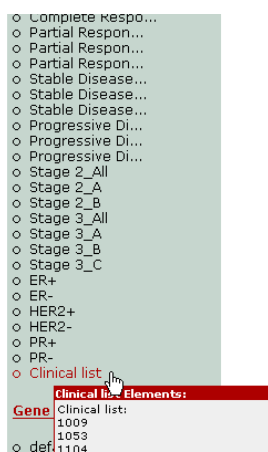 o Complete Respo...
o Partial Respon...
o Partial Respon...
o Partial Respon...
o Stable Disease...
o Stable Disease...
o Stable Disease...
o Progressive Di...
o Progressive Di...
o Progressive Di...
o Stage 2_All
o Stage 2_A
o Stage 2_B
o Stage 3_All
o Stage 3_A
o Stage 3_B
o Stage 3_C
o ER+
o ER-
o HER2+
o HER2-
o PR+
o PR-
o Clinical list
Clinical list Elements:
Gene Clinical list:
1009
1053
o def 1104